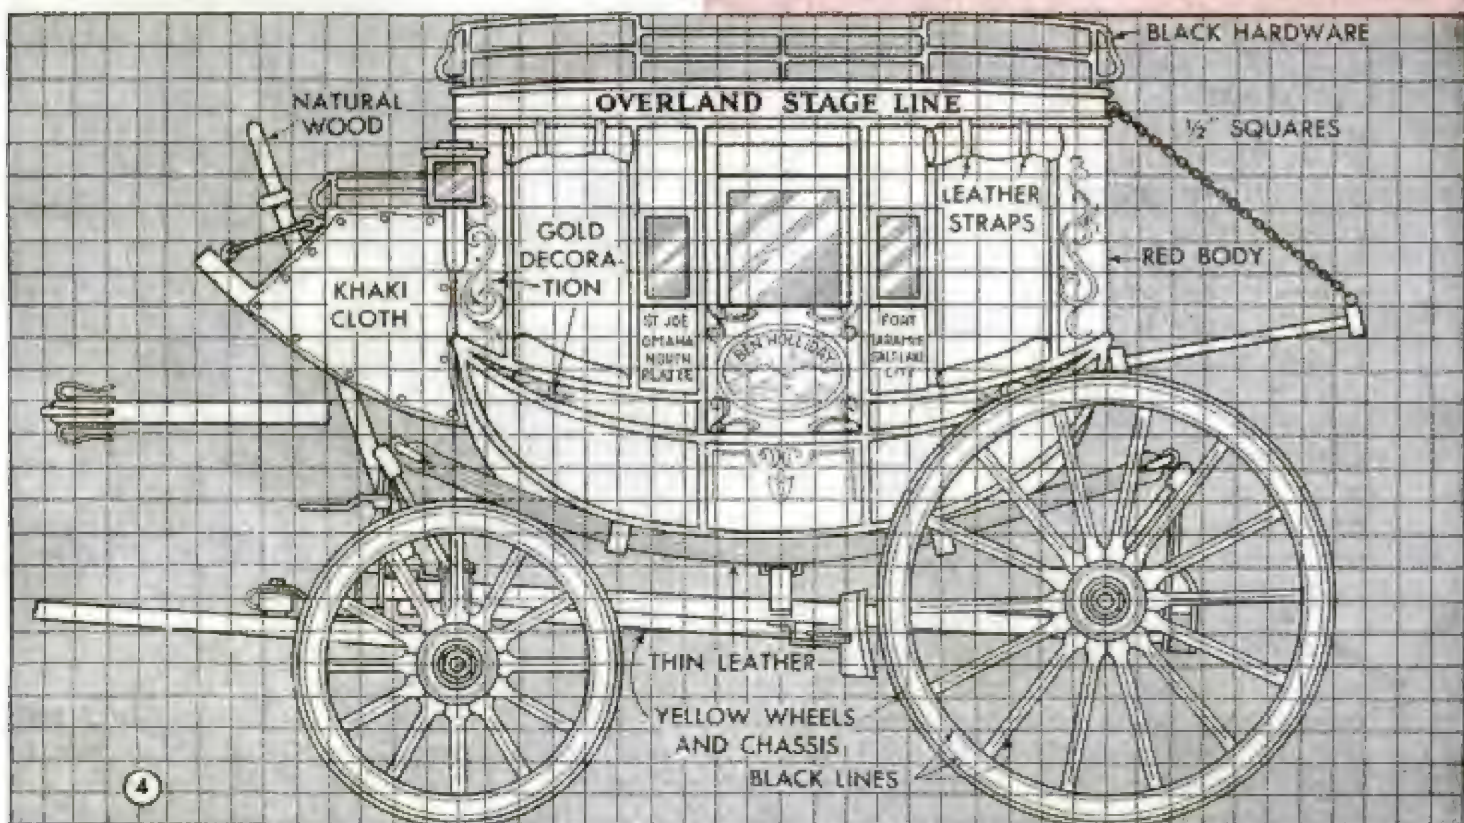 BLACK HARDWARE
OVERLAND STAGE LINE
NATURAL
WOOD
½" SQUARES
LEATHER
STRAPS
GOLD
DECORA-
TION
RED BODY
KHAKI
CLOTH
ST JOE
OMAHA
NORTH
PLATTE
BEN HOLLIDAY
FORT
LARAMIE
SALT LAKE
CITY
THIN LEATHER
YELLOW WHEELS
AND CHASSIS
BLACK LINES
4